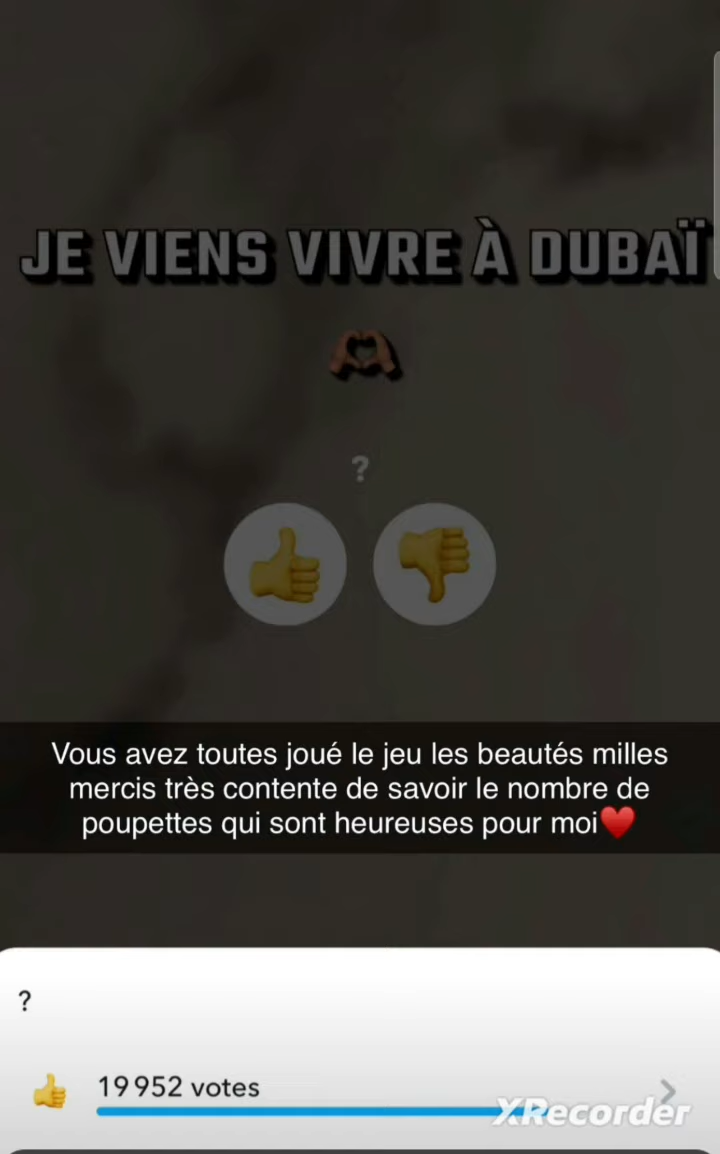 JE VIENS VIVRE À DUBAÏ
?
Vous avez toutes joué le jeu les beautés milles
mercis très contente de savoir le nombre de
poupettes qui sont heureuses pour moi❤️
?
19 952 votes
XRecorder